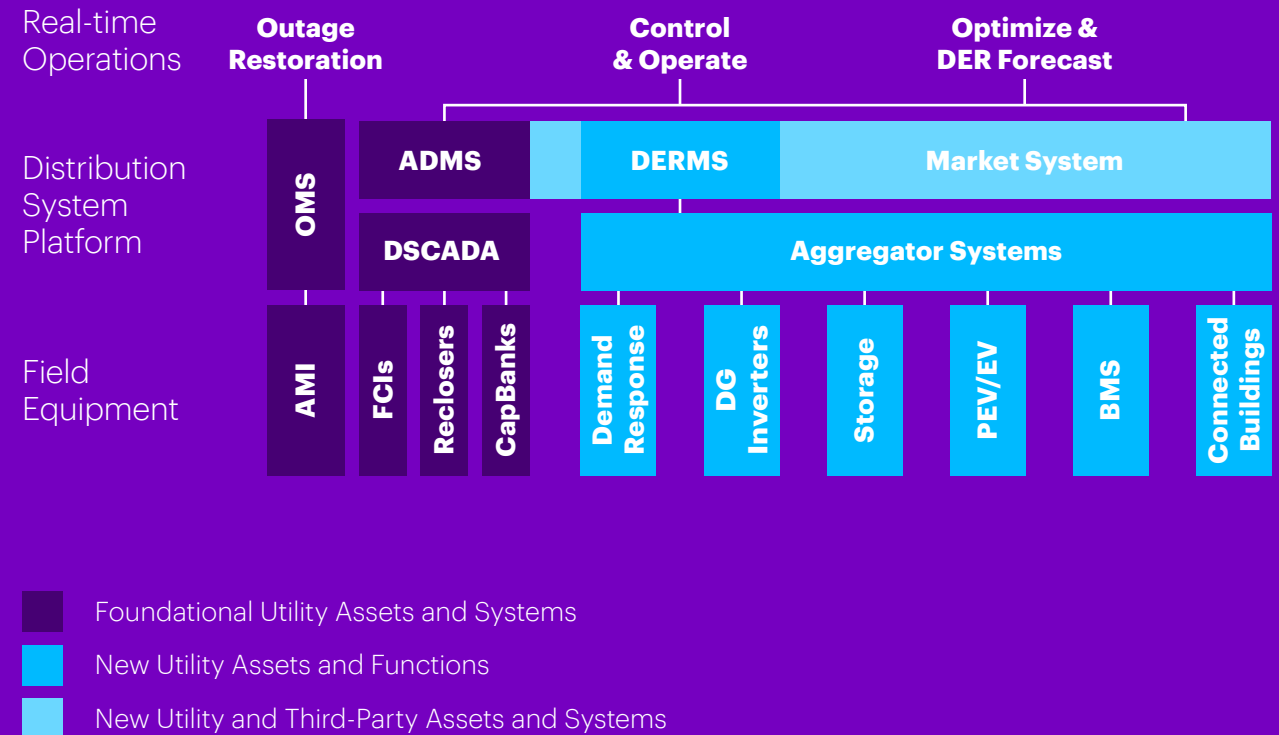 Real-time
Operations
Outage
Restoration
Control
& Operate
Optimize &
DER Forecast
Distribution
System
Platform
OMS
ADMS
DERMS
Market System
DSCADA
Aggregator Systems
Field
Equipment
AMI
FCIs
Reclosers
CapBanks
Demand
Response
DG
Inverters
Storage
PEV/EV
BMS
Connected
Buildings
Foundational Utility Assets and Systems
New Utility Assets and Functions
New Utility and Third-Party Assets and Systems